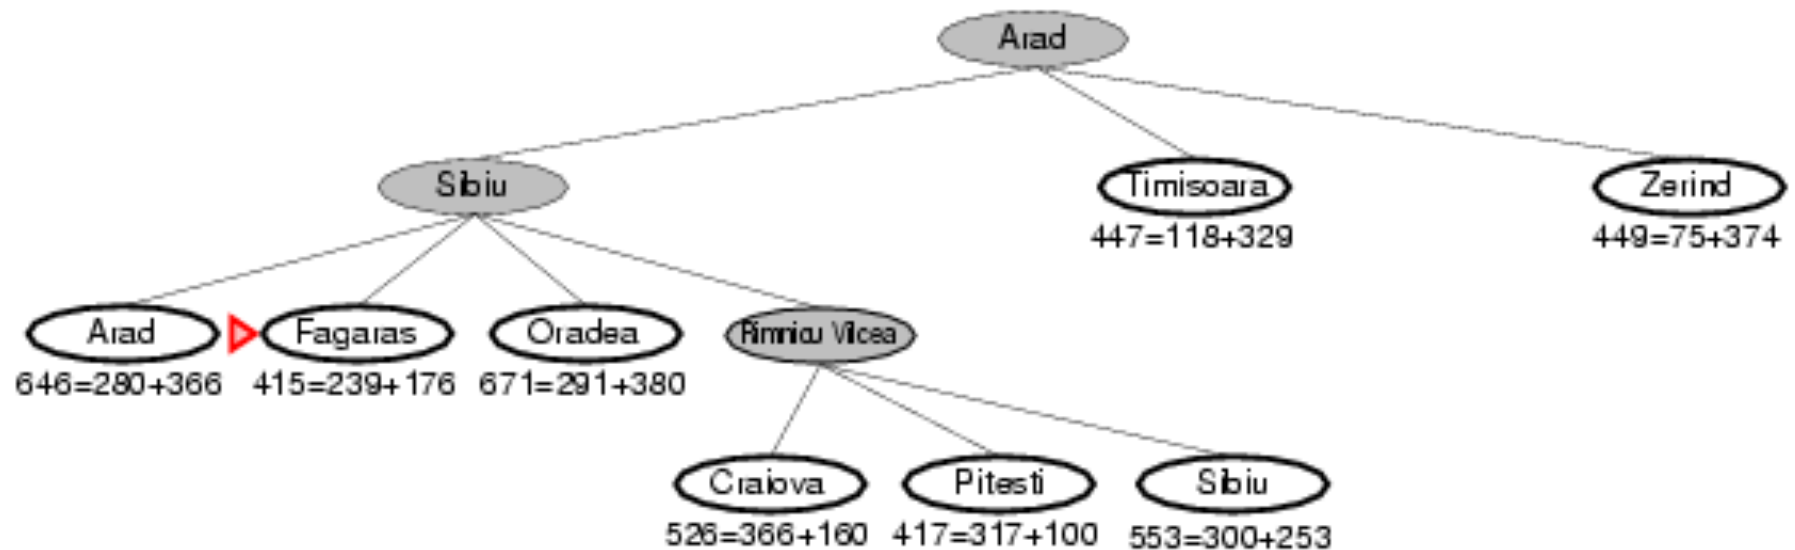 Arad
Sibiu
Timisoara
Zerind
447=118+329
449=75+374
Arad
Fagaras
Oradea
Rimnicu Vilcea
646=280+366
415=239+176
671=291+380
Craiova
Pitesti
Sibiu
526=366+160
417=317+100
553=300+253